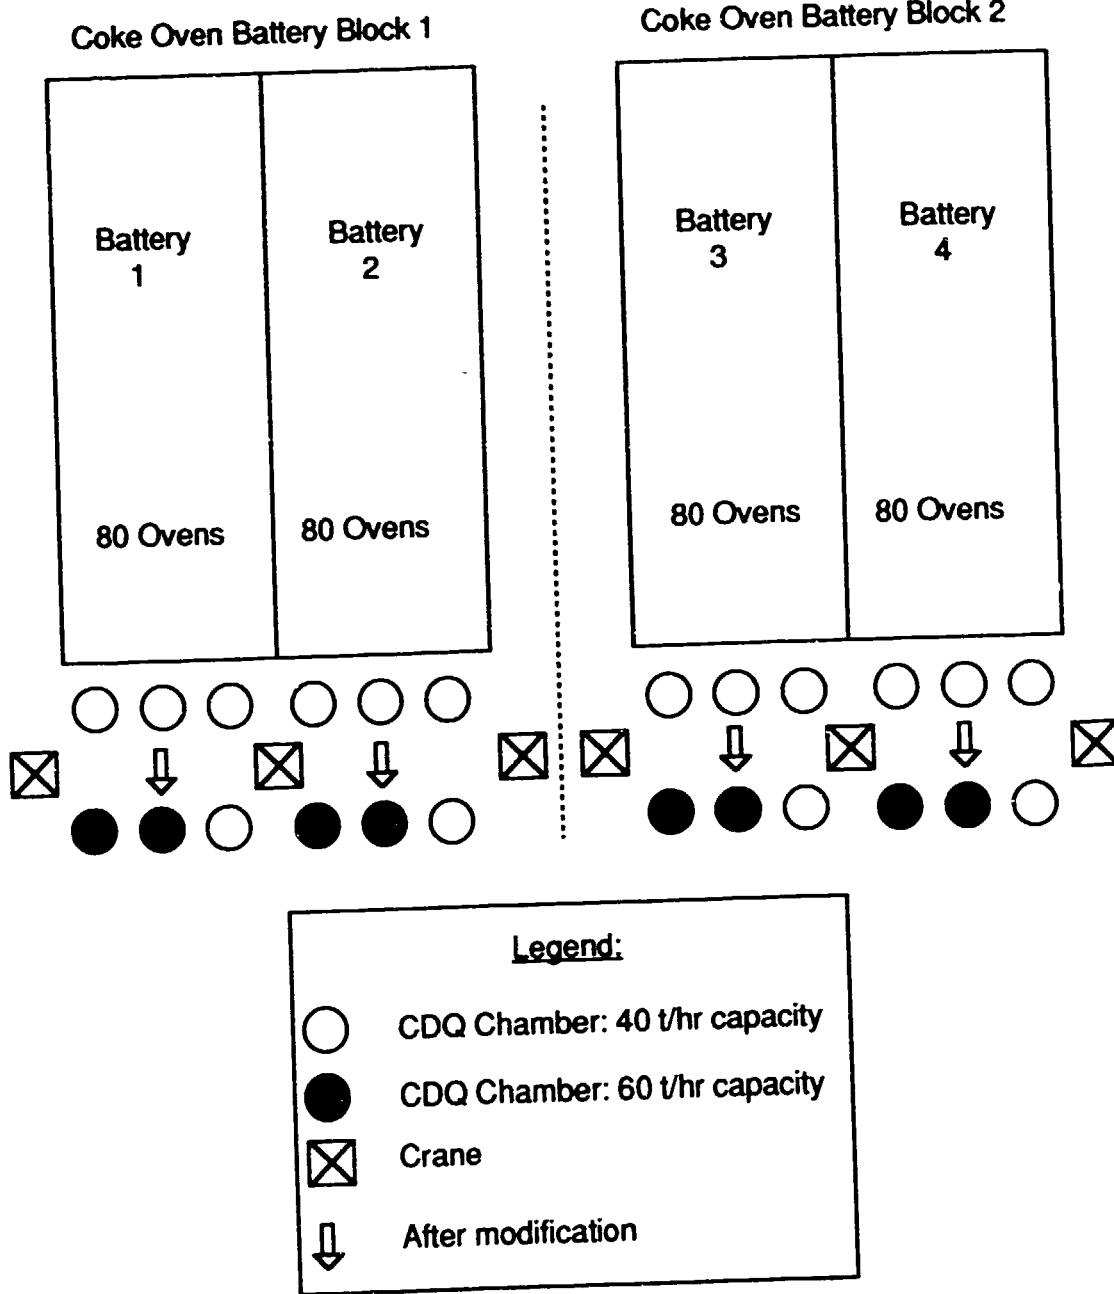 Coke Oven Battery Block 1
Coke Oven Battery Block 2
Battery
1
Battery
2
Battery
3
Battery
4
80 Ovens
80 Ovens
80 Ovens
80 Ovens
Legend:
CDQ Chamber: 40 t/hr capacity
CDQ Chamber: 60 t/hr capacity
Crane
After modification